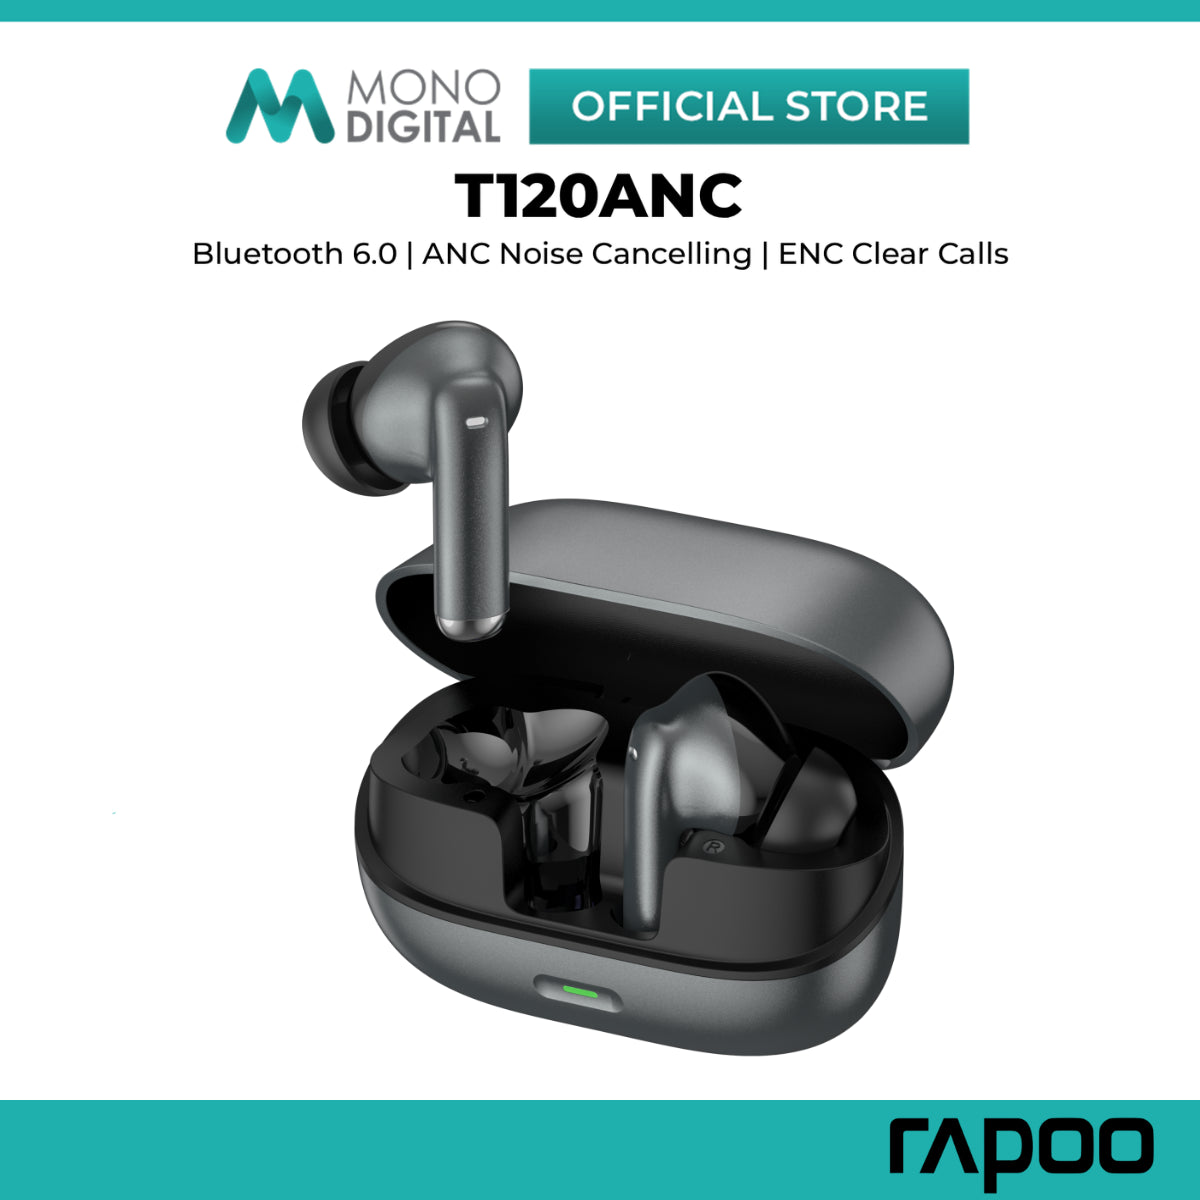 MONO
DIGITAL
OFFICIAL STORE
T120ANC
Bluetooth 6.0 | ANC Noise Cancelling | ENC Clear Calls
R
rapoo